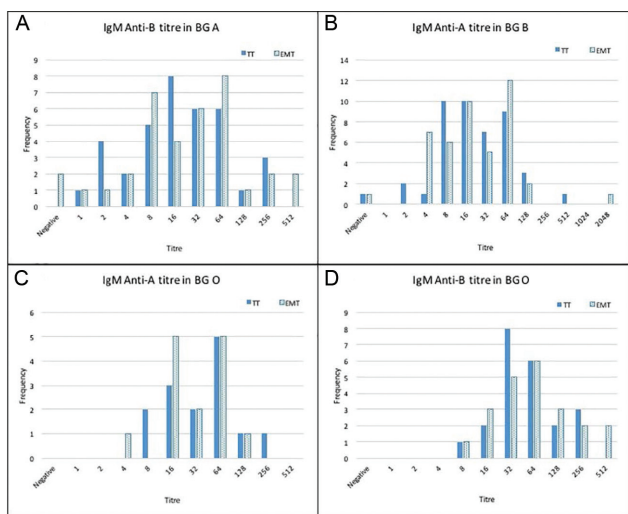 A
IgM Anti-B titre in BG A
TT EMT
9
8
7
6
5
4
3
2
1
0
Frequency
Negative 1 2 4 8 16 32 64 128 256 512
Titre
B
IgM Anti-A titre in BG B
TT EMT
14
12
10
8
6
4
2
0
Frequency
Negative 1 2 4 8 16 32 64 128 256 512 1024 2048
Titre
C
IgM Anti-A titre in BG O
TT EMT
6
5
4
3
2
1
0
Frequency
Negative 1 2 4 8 16 32 64 128 256 512
Titre
D
IgM Anti-B titre in BG O
TT EMT
9
8
7
6
5
4
3
2
1
0
Frequency
Negative 1 2 4 8 16 32 64 128 256 512
Titre